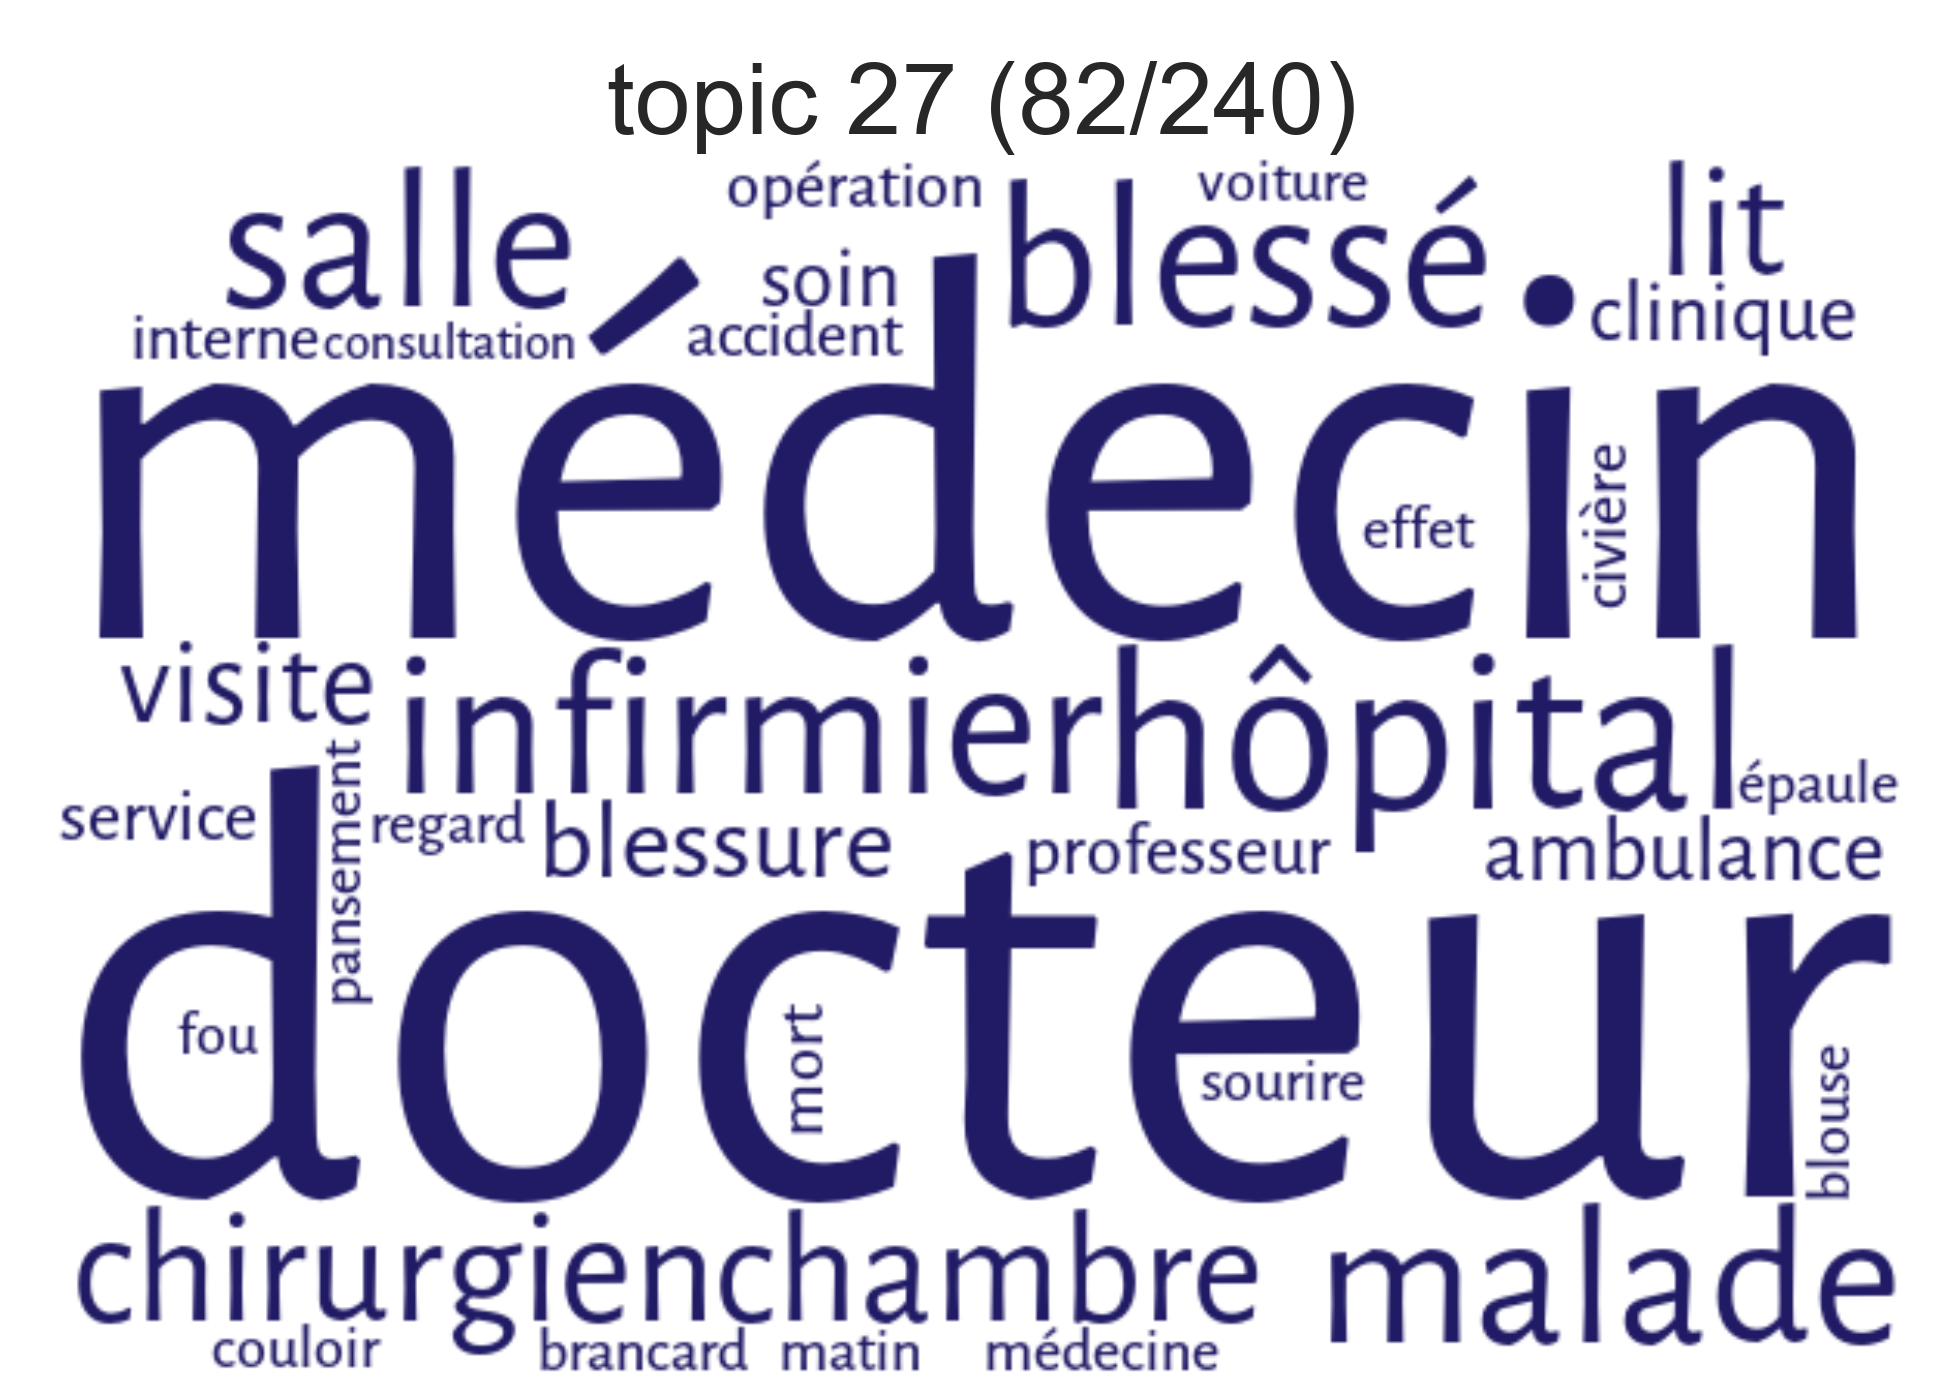 topic 27 (82/240)
opération voiture
salle blessé lit
soin
interne consultation accident clinique
médecin
effet civière
visite infirmier hôpital
service pansement regard blessure professeur ambulance épaule
docteur
fou mort sourire blouse
chirurgien chambre malade
couloir brancard matin médecine